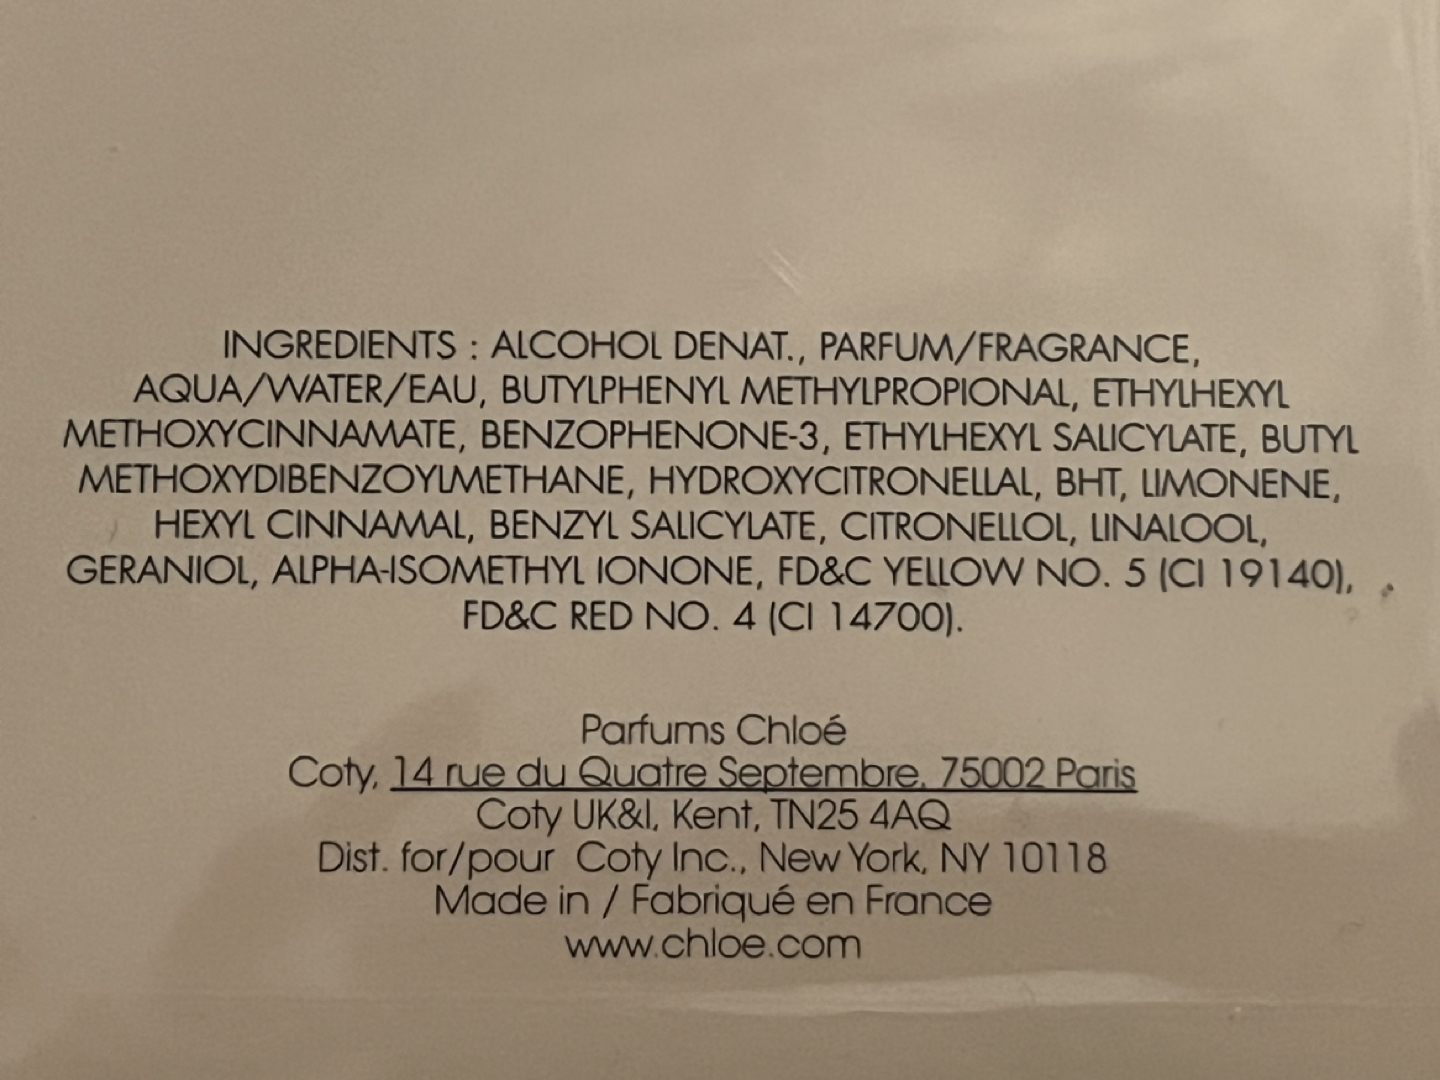 INGREDIENTS : ALCOHOL DENAT., PARFUM/FRAGRANCE,
AQUA/WATER/EAU, BUTYLPHENYL METHYLPROPIONAL, ETHYLHEXYL
METHOXYCINNAMATE, BENZOPHENONE-3, ETHYLHEXYL SALICYLATE, BUTYL
METHOXYDIBENZOYLMETHANE, HYDROXYCITRONELLAL, BHT, LIMONENE,
HEXYL CINNAMAL, BENZYL SALICYLATE, CITRONELLOL, LINALOOL,
GERANIOL, ALPHA-ISOMETHYL IONONE, FD&C YELLOW NO. 5 (CI 19140),
FD&C RED NO. 4 (CI 14700).
Parfums Chloé
Coty, 14 rue du Quatre Septembre, 75002 Paris
Coty UK&I, Kent, TN25 4AQ
Dist. for/pour Coty Inc., New York, NY 10118
Made in / Fabriqué en France
www.chloe.com